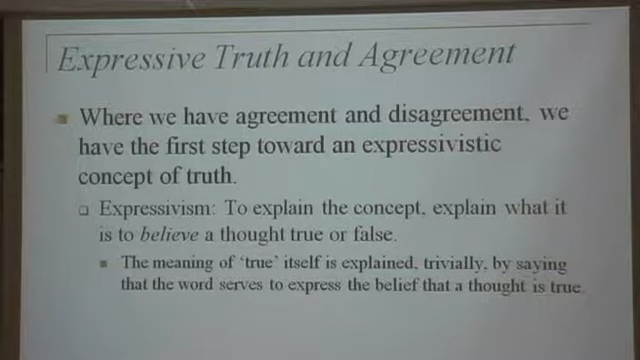 Expressive Truth and Agreement
Where we have agreement and disagreement, we
have the first step toward an expressivistic
concept of truth.
Expressivism: To explain the concept, explain what it
is to believe a thought true or false.
The meaning of ‘true’ itself is explained, trivially, by saying
that the word serves to express the belief that a thought is true.